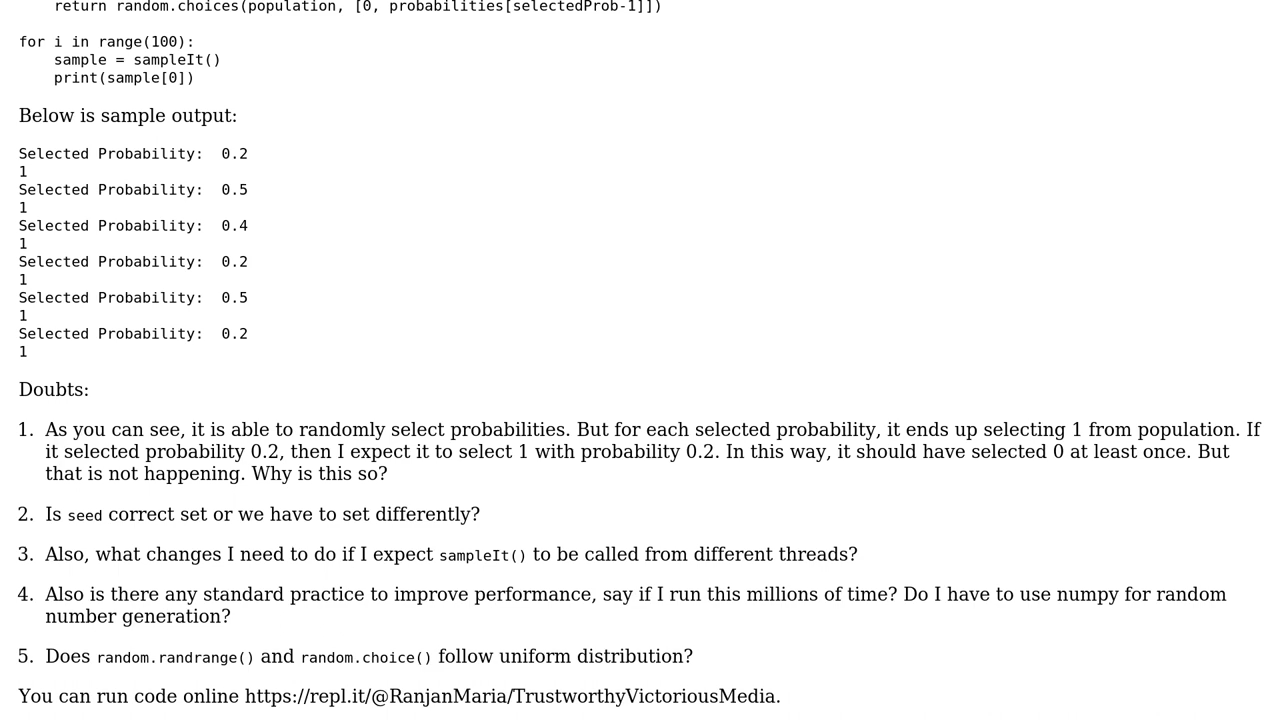 return random.choices(population, [0, probabilities[selectedProb-1]])

for i in range(100):
    sample = sampleIt()
    print(sample[0])

Below is sample output:

Selected Probability:  0.2
1
Selected Probability:  0.5
1
Selected Probability:  0.4
1
Selected Probability:  0.2
1
Selected Probability:  0.5
1
Selected Probability:  0.2
1

Doubts:

1. As you can see, it is able to randomly select probabilities. But for each selected probability, it ends up selecting 1 from population. If
it selected probability 0.2, then I expect it to select 1 with probability 0.2. In this way, it should have selected 0 at least once. But
that is not happening. Why is this so?

2. Is seed correct set or we have to set differently?

3. Also, what changes I need to do if I expect sampleIt() to be called from different threads?

4. Also is there any standard practice to improve performance, say if I run this millions of time? Do I have to use numpy for random
number generation?

5. Does random.randrange() and random.choice() follow uniform distribution?

You can run code online https://repl.it/@RanjanMaria/TrustworthyVictoriousMedia.